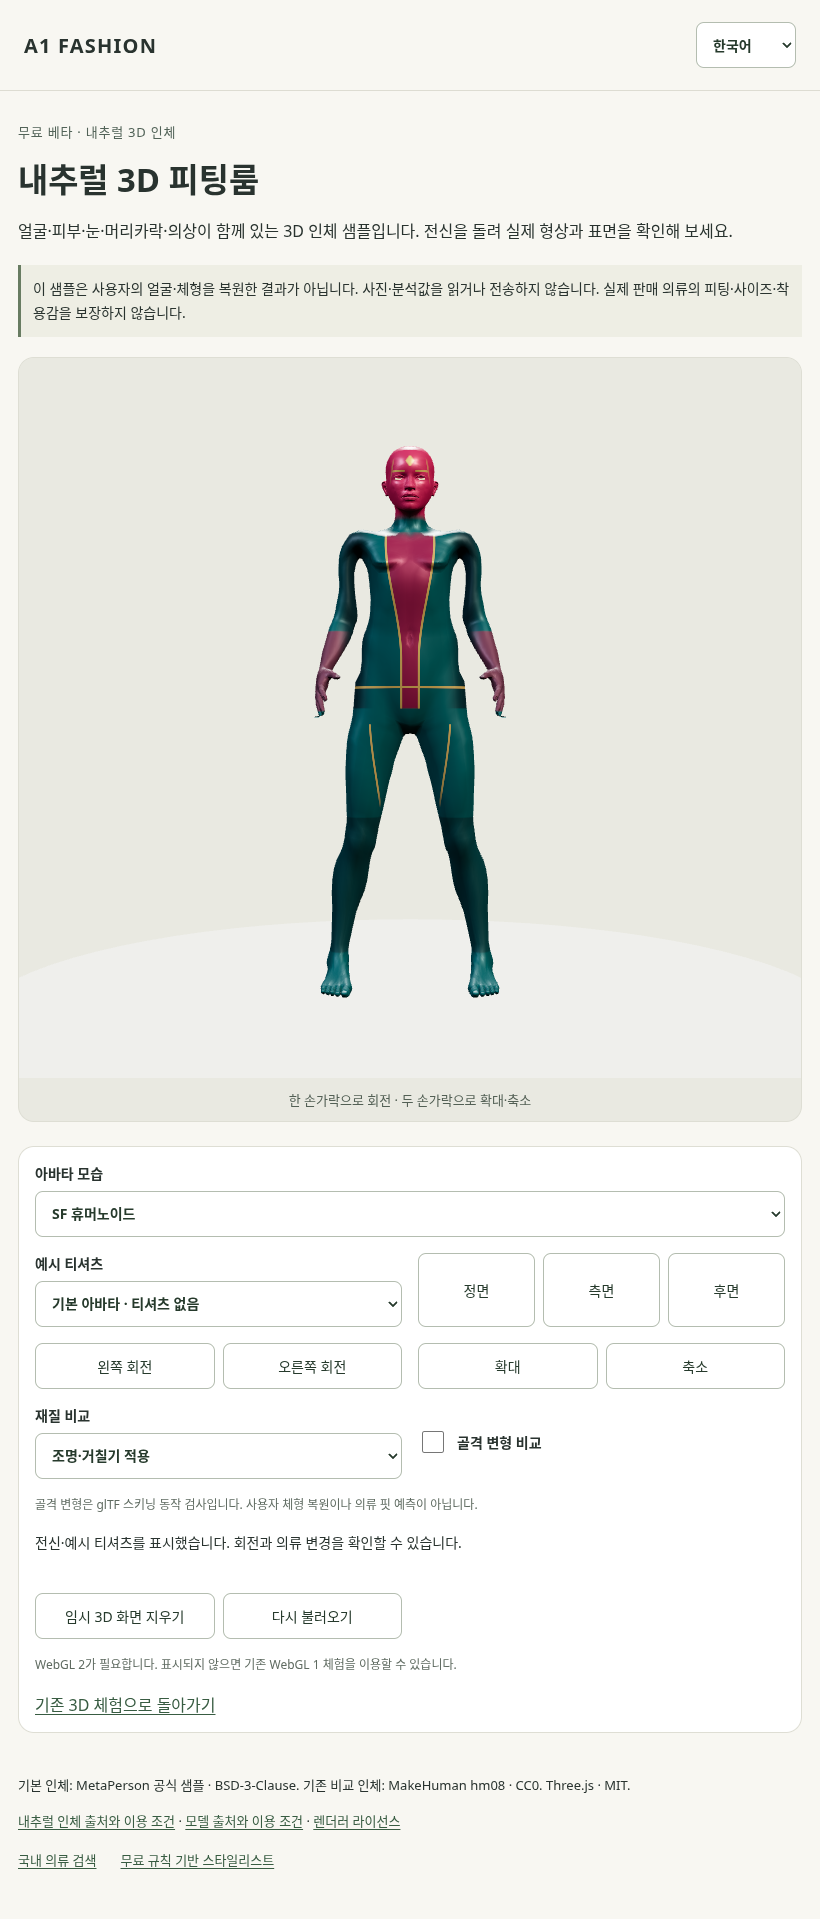 A1 FASHION
한국어
무료 베타 · 내추럴 3D 인체
내추럴 3D 피팅룸
얼굴·피부·눈·머리카락·의상이 함께 있는 3D 인체 샘플입니다. 전신을 돌려 실제 형상과 표면을 확인해 보세요.
이 샘플은 사용자의 얼굴·체형을 복원한 결과가 아닙니다. 사진·분석값을 읽거나 전송하지 않습니다. 실제 판매 의류의 피팅·사이즈·착
용감을 보장하지 않습니다.
한 손가락으로 회전 · 두 손가락으로 확대·축소
아바타 모습
SF 휴머노이드
예시 티셔츠
기본 아바타 · 티셔츠 없음
정면
측면
후면
왼쪽 회전
오른쪽 회전
확대
축소
재질 비교
조명·거칠기 적용
골격 변형 비교
골격 변형은 glTF 스키닝 동작 검사입니다. 사용자 체형 복원이나 의류 핏 예측이 아닙니다.
전신·예시 티셔츠를 표시했습니다. 회전과 의류 변경을 확인할 수 있습니다.
임시 3D 화면 지우기
다시 불러오기
WebGL 2가 필요합니다. 표시되지 않으면 기존 WebGL 1 체험을 이용할 수 있습니다.
기존 3D 체험으로 돌아가기
기본 인체: MetaPerson 공식 샘플 · BSD-3-Clause. 기존 비교 인체: MakeHuman hm08 · CC0. Three.js · MIT.
내추럴 인체 출처와 이용 조건 · 모델 출처와 이용 조건 · 렌더러 라이선스
국내 의류 검색
무료 규칙 기반 스타일리스트